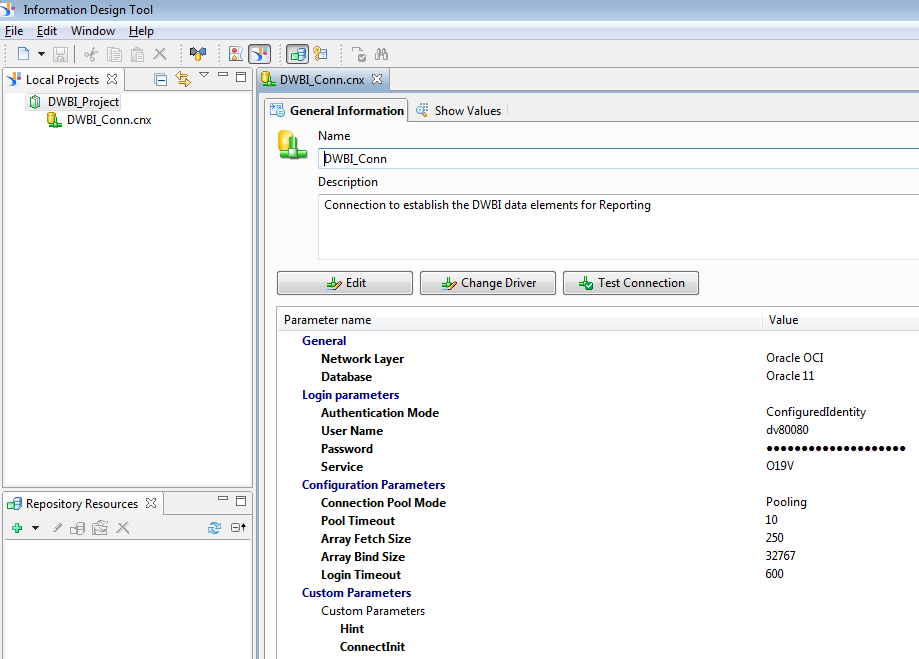 Information Design Tool
File Edit Window Help
Local Projects
DWBI_Project
DWBI_Conn.cnx
Repository Resources
DWBI_Conn.cnx
General Information Show Values
Name
DWBI_Conn
Description
Connection to establish the DWBI data elements for Reporting
Edit Change Driver Test Connection
Parameter name Value
General
Network Layer Oracle OCI
Database Oracle 11
Login parameters
Authentication Mode ConfiguredIdentity
User Name dv80080
Password ●●●●●●●●●●●●●●●●●●●●
Service O19V
Configuration Parameters
Connection Pool Mode Pooling
Pool Timeout 10
Array Fetch Size 250
Array Bind Size 32767
Login Timeout 600
Custom Parameters
Custom Parameters
Hint
ConnectInit